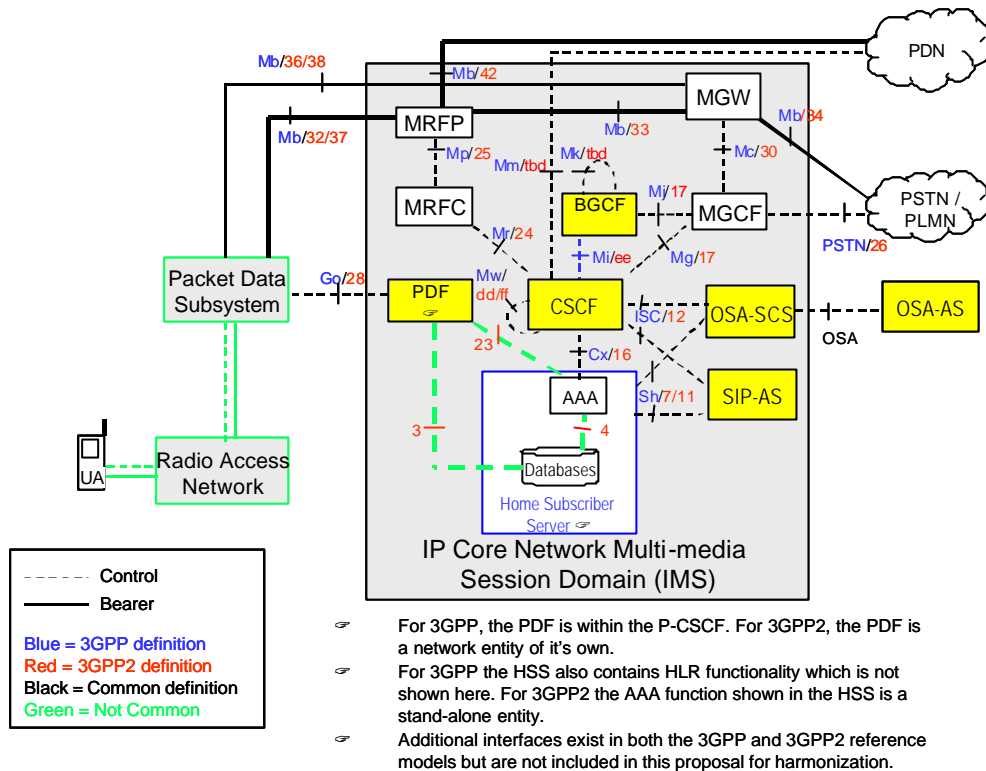 PDN
Mb/36/38
Mb/42
MGW
Mb/34
MRFP
Mb/32/37
Mb/33
Mp/25
Mm/tbd
Mk/tbd
Mc/30
MRFC
BGCF
Mj/17
MGCF
PSTN /
PLMN
Mr/24
Mi/ee
Mg/17
PSTN/26
Packet Data
Subsystem
Go/28
PDF
☞
Mw/
dd/ff
CSCF
ISC/12
OSA-SCS
OSA
OSA-AS
23
Cx/16
AAA
Sh/7/11
SIP-AS
3
4
UA
Radio Access
Network
Databases
Home Subscriber
Server ☞
IP Core Network Multi-media
Session Domain (IMS)
Control
Bearer
Blue = 3GPP definition
Red = 3GPP2 definition
Black = Common definition
Green = Not Common
☞ For 3GPP, the PDF is within the P-CSCF. For 3GPP2, the PDF is
a network entity of it's own.
☞ For 3GPP the HSS also contains HLR functionality which is not
shown here. For 3GPP2 the AAA function shown in the HSS is a
stand-alone entity.
☞ Additional interfaces exist in both the 3GPP and 3GPP2 reference
models but are not included in this proposal for harmonization.